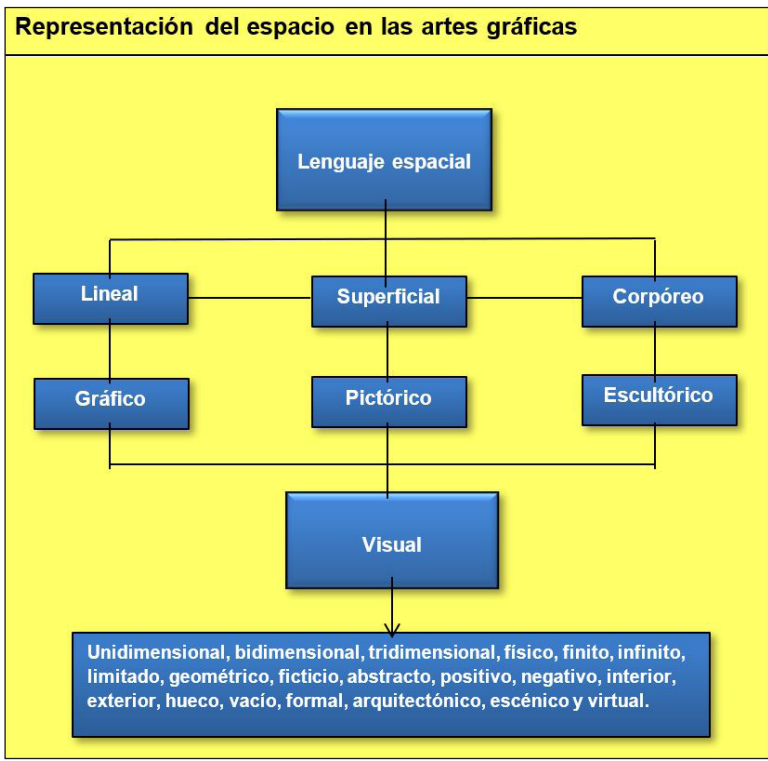 Representación del espacio en las artes gráficas
Lenguaje espacial
Lineal
Superficial
Corpóreo
Gráfico
Pictórico
Escultórico
Visual
Unidimensional, bidimensional, tridimensional, físico, finito, infinito,
limitado, geométrico, ficticio, abstracto, positivo, negativo, interior,
exterior, hueco, vacío, formal, arquitectónico, escénico y virtual.